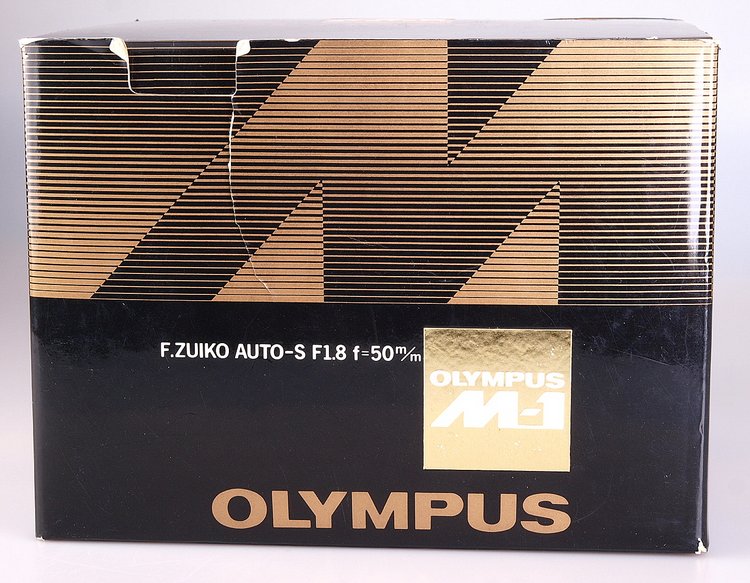 F.ZUIKO AUTO-S F1.8 f=50m/m
OLYMPUS
M-1
OLYMPUS